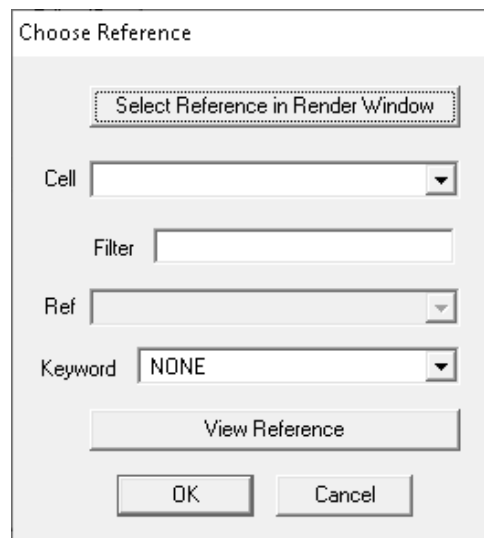 Choose Reference
Select Reference in Render Window
Cell
Filter
Ref
Keyword NONE
View Reference
OK Cancel